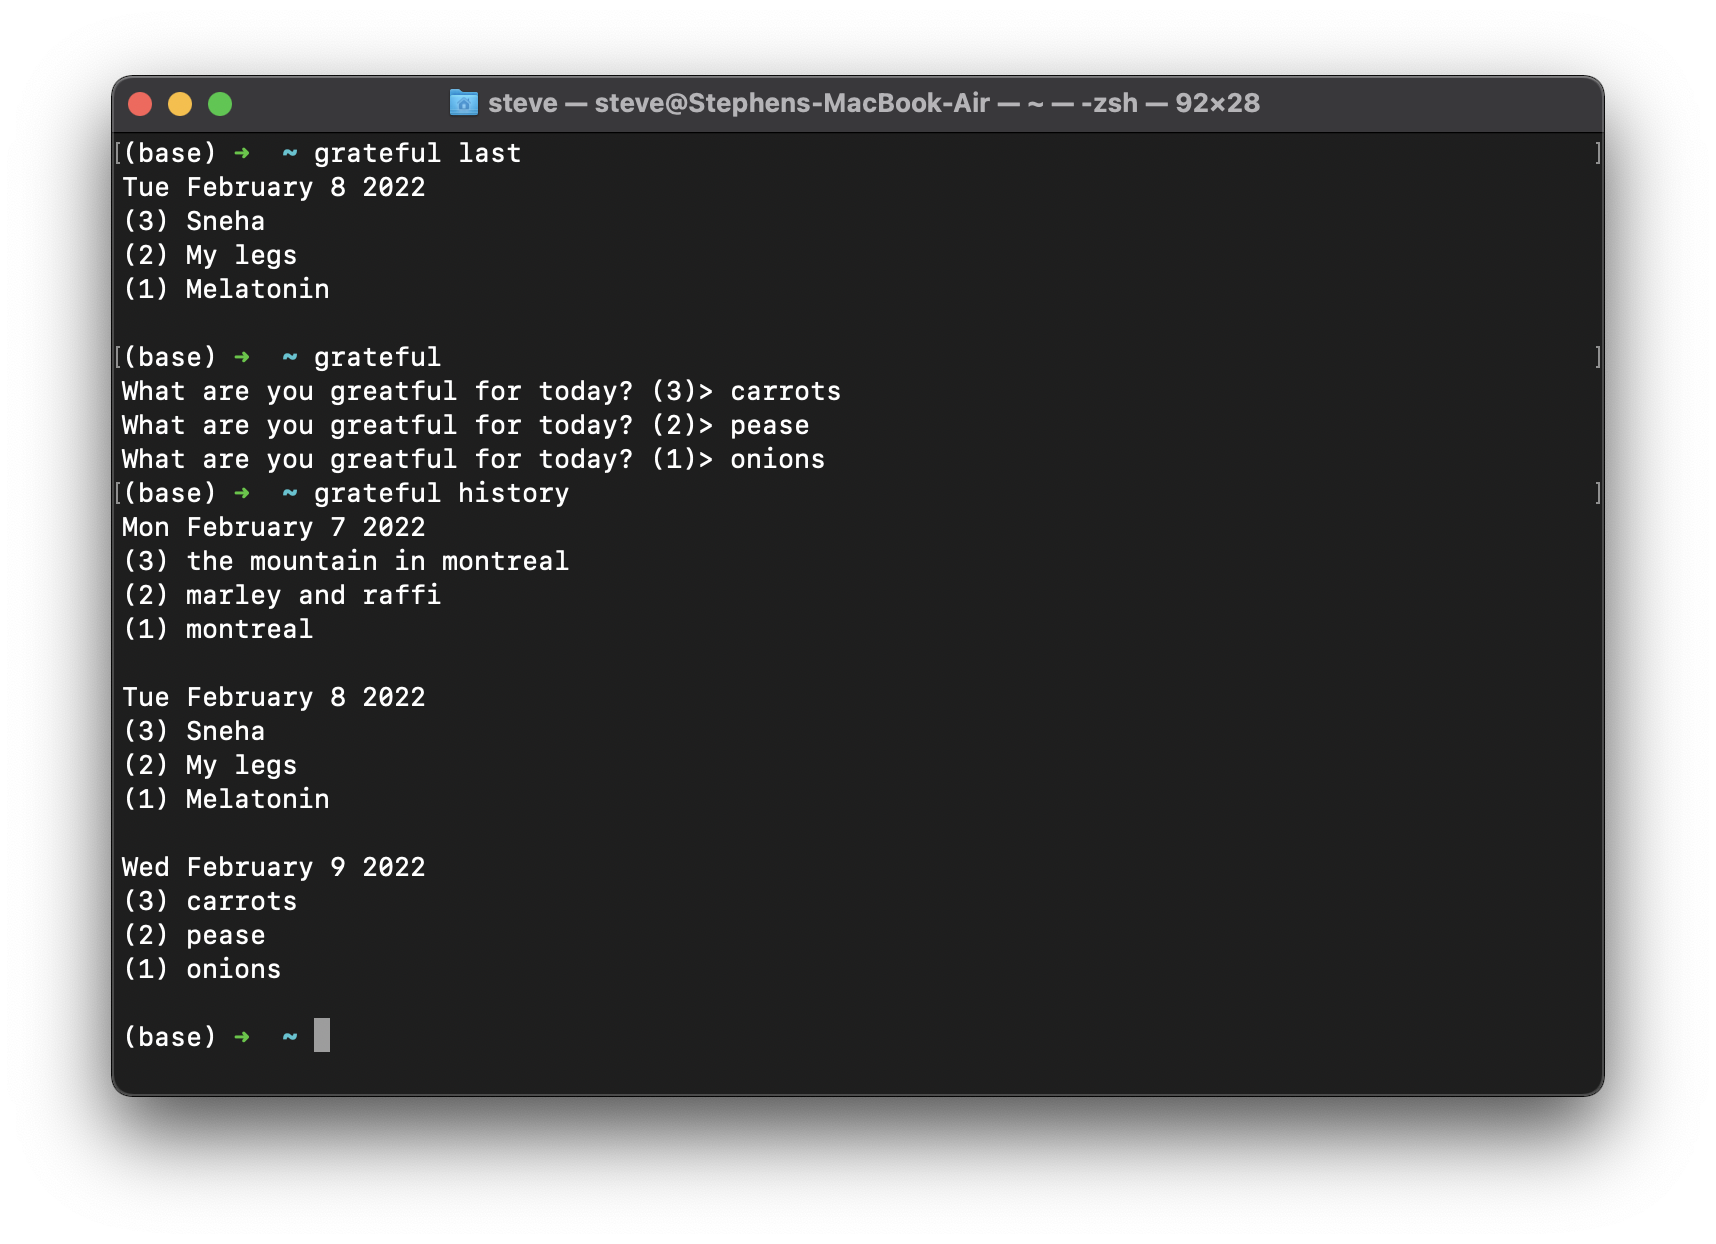 steve — steve@Stephens-MacBook-Air — ~ — -zsh — 92×28
[(base) ➜  ~ grateful last ]
Tue February 8 2022
(3) Sneha
(2) My legs
(1) Melatonin
[(base) ➜  ~ grateful ]
What are you greatful for today? (3)> carrots
What are you greatful for today? (2)> pease
What are you greatful for today? (1)> onions
[(base) ➜  ~ grateful history ]
Mon February 7 2022
(3) the mountain in montreal
(2) marley and raffi
(1) montreal
Tue February 8 2022
(3) Sneha
(2) My legs
(1) Melatonin
Wed February 9 2022
(3) carrots
(2) pease
(1) onions
(base) ➜  ~